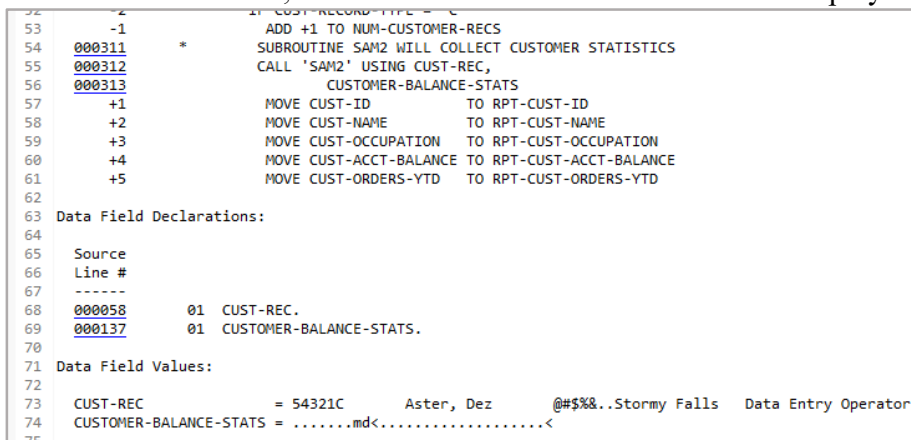 52 -2 IF CUST-RECORD-TYPE = 'C'
53 -1 ADD +1 TO NUM-CUSTOMER-RECS
54 000311 * SUBROUTINE SAM2 WILL COLLECT CUSTOMER STATISTICS
55 000312 CALL 'SAM2' USING CUST-REC,
56 000313 CUSTOMER-BALANCE-STATS
57 +1 MOVE CUST-ID TO RPT-CUST-ID
58 +2 MOVE CUST-NAME TO RPT-CUST-NAME
59 +3 MOVE CUST-OCCUPATION TO RPT-CUST-OCCUPATION
60 +4 MOVE CUST-ACCT-BALANCE TO RPT-CUST-ACCT-BALANCE
61 +5 MOVE CUST-ORDERS-YTD TO RPT-CUST-ORDERS-YTD
62
63 Data Field Declarations:
64
65 Source
66 Line #
67 ------
68 000058 01 CUST-REC.
69 000137 01 CUSTOMER-BALANCE-STATS.
70
71 Data Field Values:
72
73 CUST-REC = 54321C Aster, Dez @#$%&..Stormy Falls Data Entry Operator
74 CUSTOMER-BALANCE-STATS = .......md<...................<